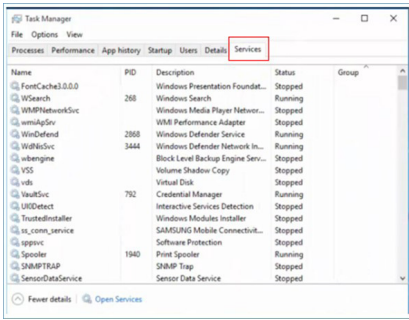 Task Manager
File Options View
Processes Performance App history Startup Users Details Services
Name PID Description Status Group
FontCache3.0.0.0 Windows Presentation Foundat... Stopped
WSearch 268 Windows Search Running
WMPNetworkSvc Windows Media Player Networ... Stopped
wmiApSrv WMI Performance Adapter Stopped
WinDefend 2868 Windows Defender Service Running
WdNisSvc 3444 Windows Defender Network In... Running
wbengine Block Level Backup Engine Serv... Stopped
VSS Volume Shadow Copy Stopped
vds Virtual Disk Stopped
VaultSvc 792 Credential Manager Running
UI0Detect Interactive Services Detection Stopped
TrustedInstaller Windows Modules Installer Stopped
ss_conn_service SAMSUNG Mobile Connectivit... Stopped
sppsvc Software Protection Stopped
Spooler 1940 Print Spooler Running
SNMPTRAP SNMP Trap Stopped
SensorDataService Sensor Data Service Stopped
Fewer details Open Services